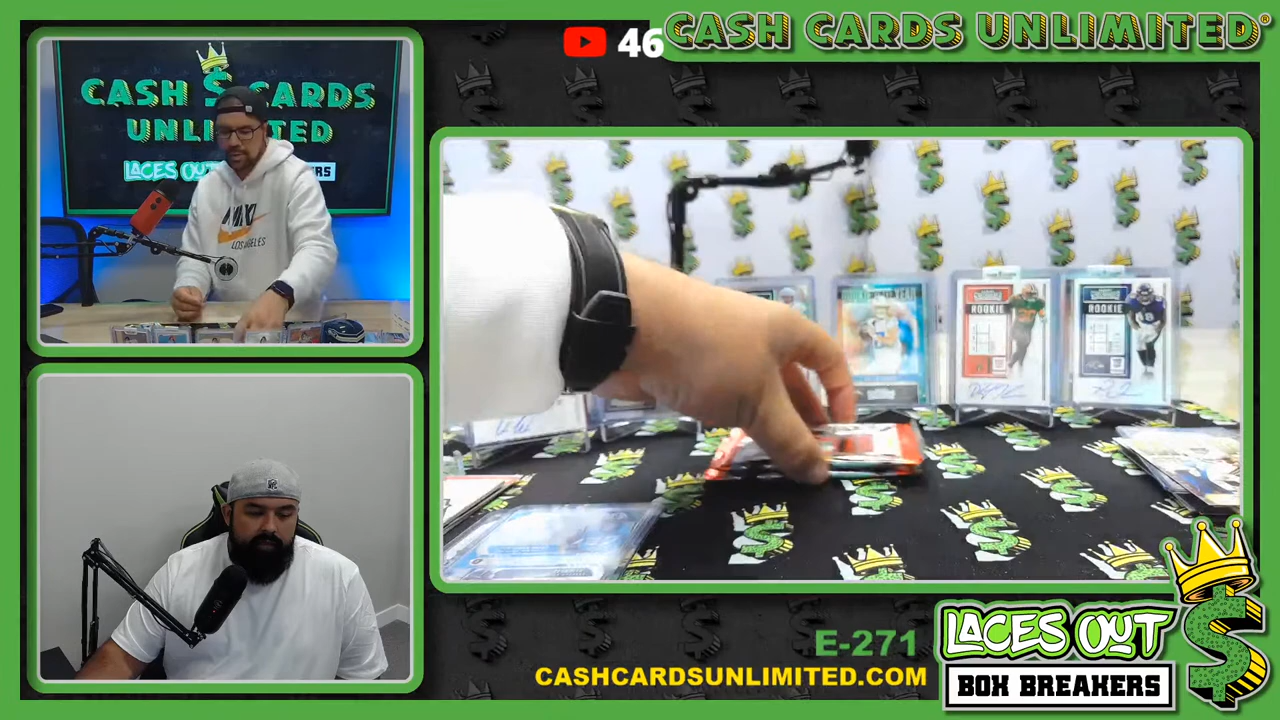 46
CASH CARDS UNLIMITED®
CASH $ CARDS
UNLIMITED
LACES OUT
LOS ANGELES
ROOKIE
ROOKIE
E-271
CASHCARDSUNLIMITED.COM
LACES OUT
BOX BREAKERS